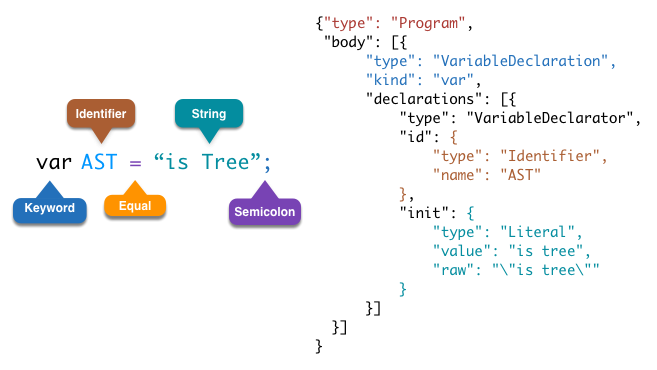 Identifier
String
var AST = “is Tree”;
Keyword
Equal
Semicolon
{"type": "Program",
"body": [{
"type": "VariableDeclaration",
"kind": "var",
"declarations": [{
"type": "VariableDeclarator",
"id": {
"type": "Identifier",
"name": "AST"
},
"init": {
"type": "Literal",
"value": "is tree",
"raw": "\"is tree\""
}
}]
}]
}